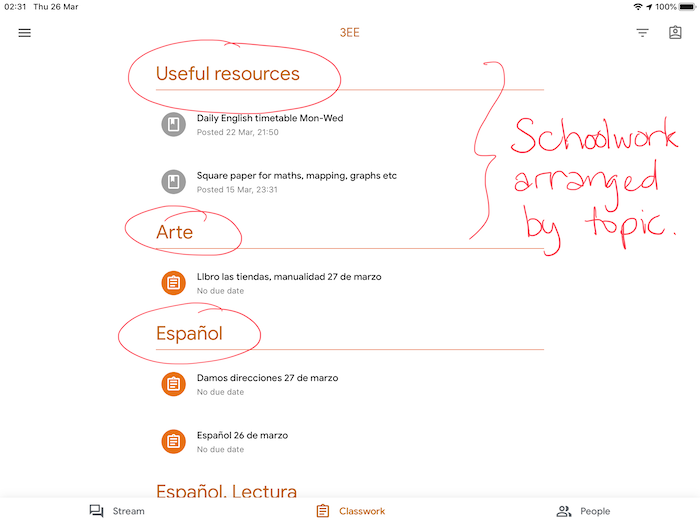 02:31 Thu 26 Mar 100%
3EE
Useful resources
Daily English timetable Mon-Wed
Posted 22 Mar, 21:50
Square paper for maths, mapping, graphs etc
Posted 15 Mar, 23:31
Schoolwork
arranged
by topic.
Arte
LIbro las tiendas, manualidad 27 de marzo
No due date
Español
Damos direcciones 27 de marzo
No due date
Español 26 de marzo
No due date
Español, Lectura
Stream Classwork People